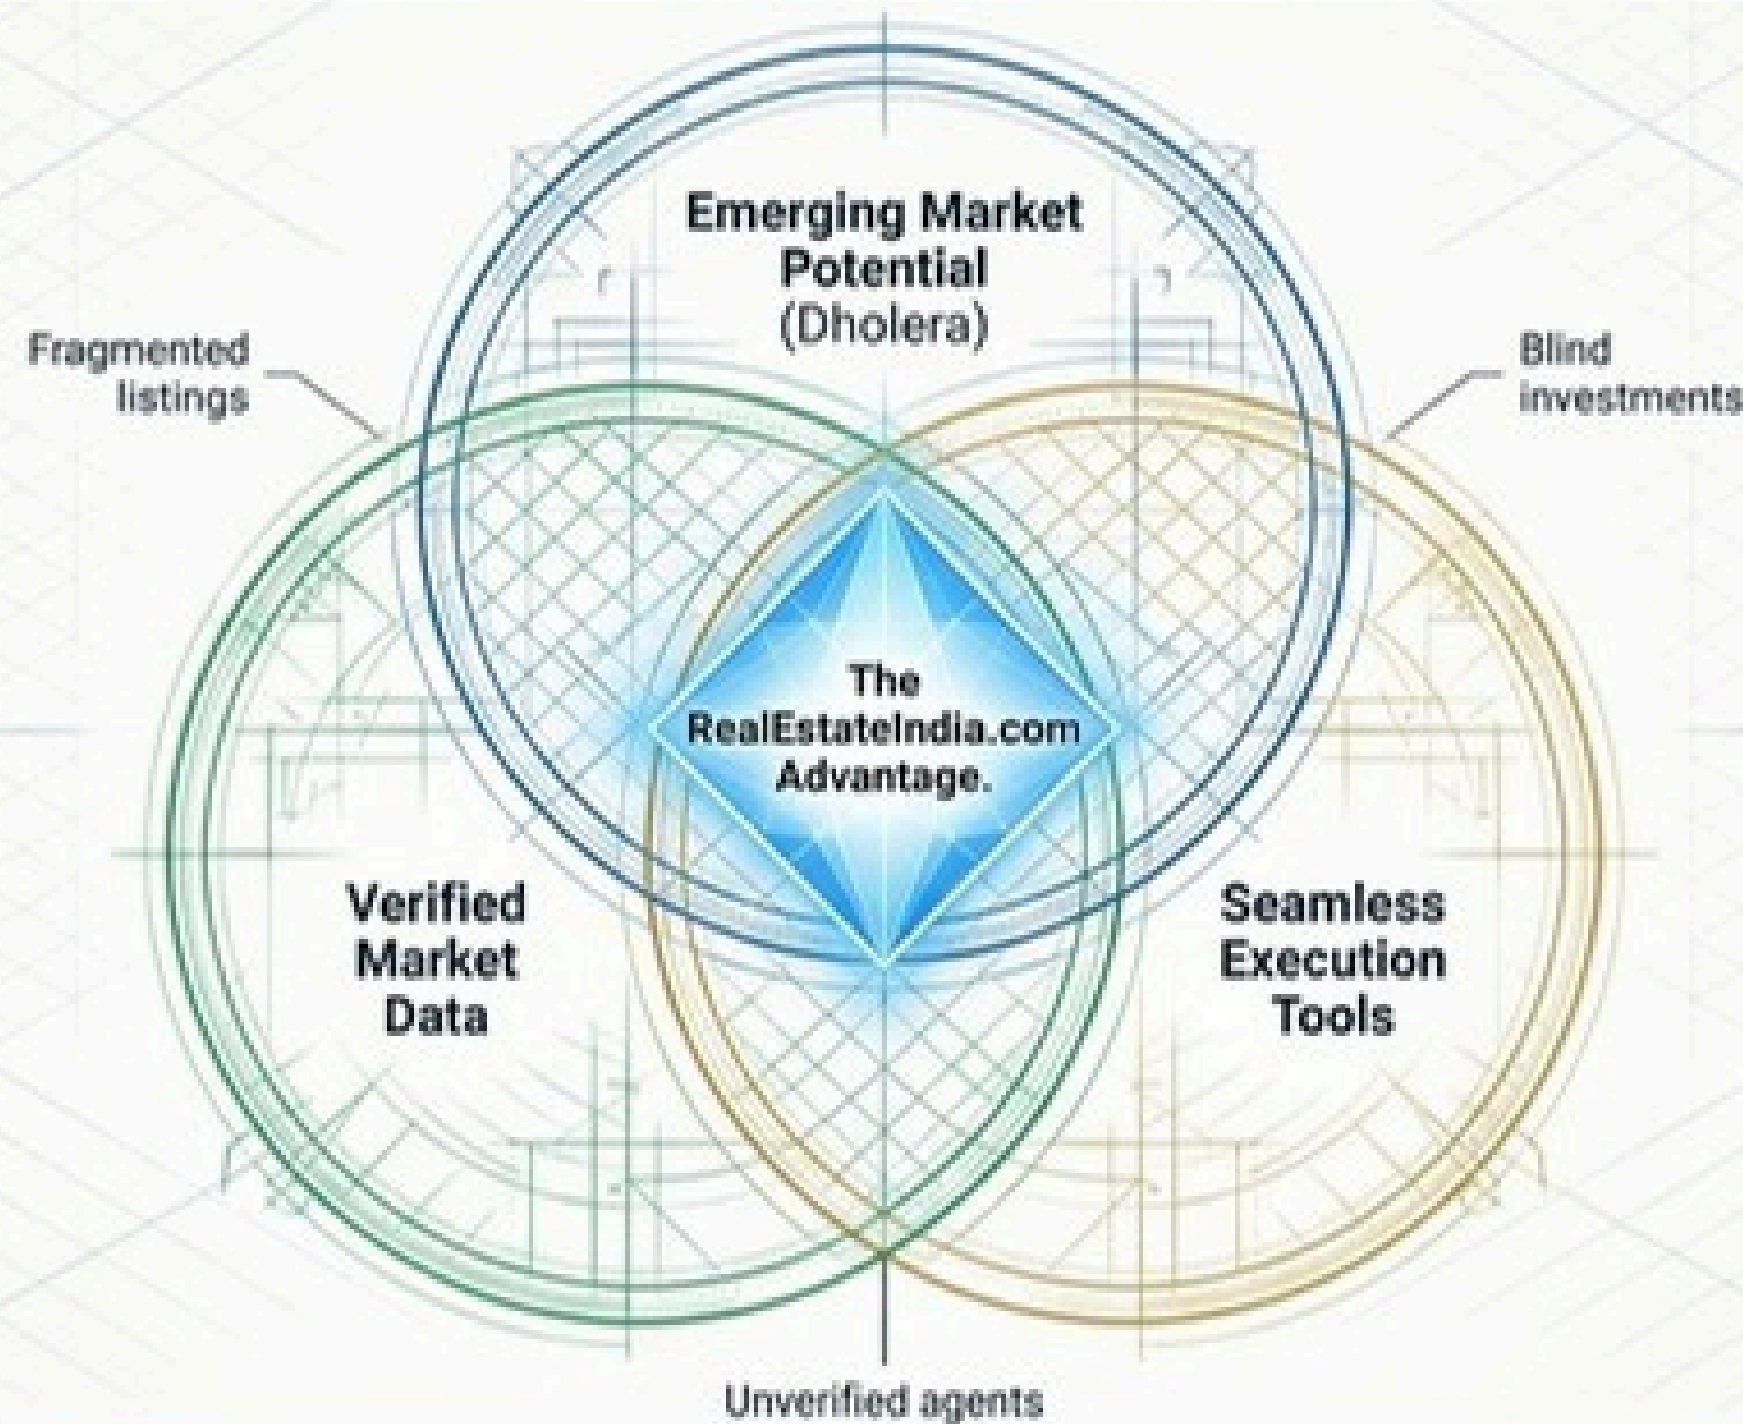 Emerging Market
Potential
(Dholera)
Fragmented
listings
Blind
investments
The
RealEstateIndia.com
Advantage.
Verified
Market
Data
Seamless
Execution
Tools
Unverified agents